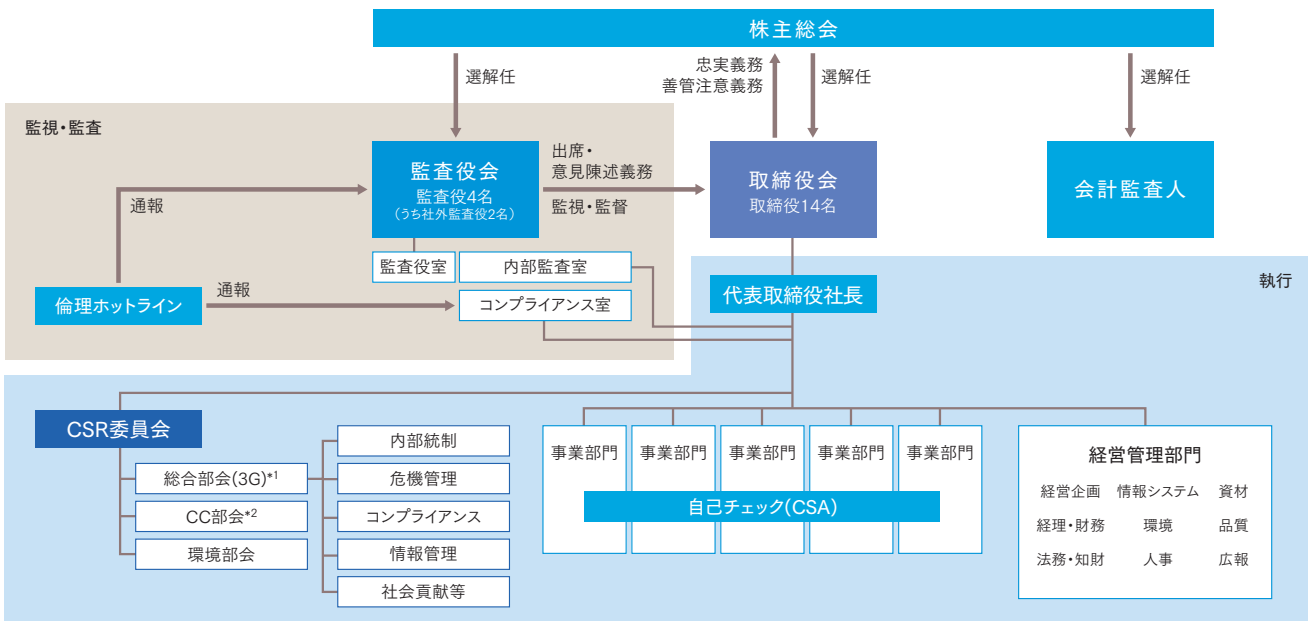 株主総会
選解任
忠実義務
善管注意義務
選解任
選解任
監視・監査
監査役会
監査役4名
（うち社外監査役2名）
出席・
意見陳述義務
監視・監督
取締役会
取締役14名
会計監査人
通報
監査役室
内部監査室
倫理ホットライン
通報
コンプライアンス室
代表取締役社長
執行
CSR委員会
総合部会(3G)*1
CC部会*2
環境部会
内部統制
危機管理
コンプライアンス
情報管理
社会貢献等
事業部門
事業部門
事業部門
事業部門
事業部門
自己チェック(CSA)
経営管理部門
経営企画 情報システム 資材
経理・財務 環境 品質
法務・知財 人事 広報